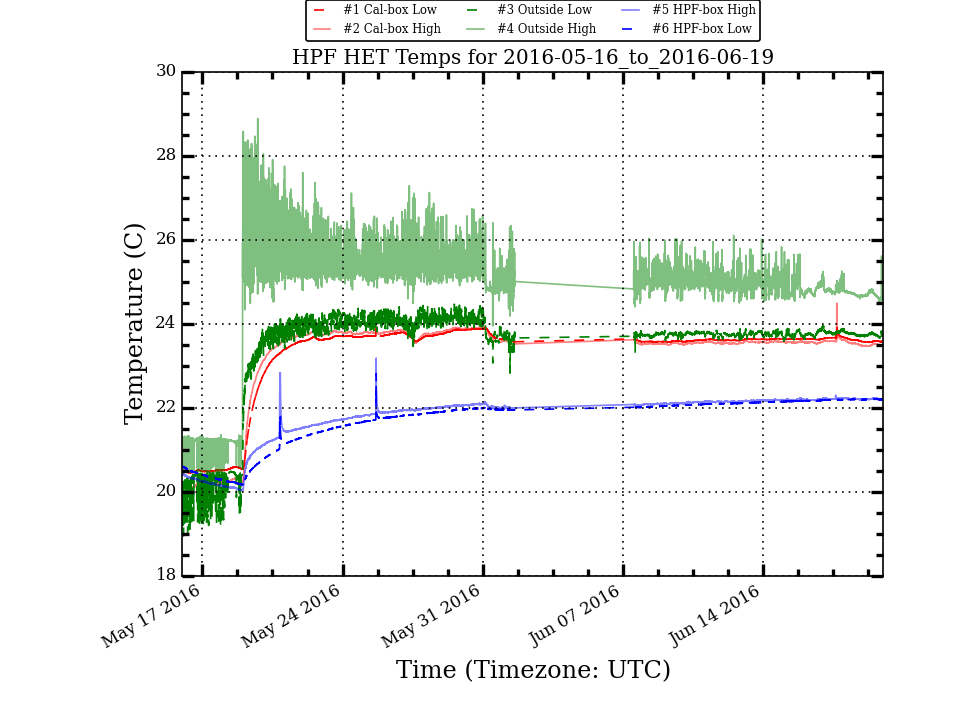 #1 Cal-box Low #3 Outside Low #5 HPF-box High
#2 Cal-box High #4 Outside High #6 HPF-box Low
HPF HET Temps for 2016-05-16_to_2016-06-19
30
28
26
24
22
20
18
Temperature (C)
May 17 2016 May 24 2016 May 31 2016 Jun 07 2016 Jun 14 2016
Time (Timezone: UTC)